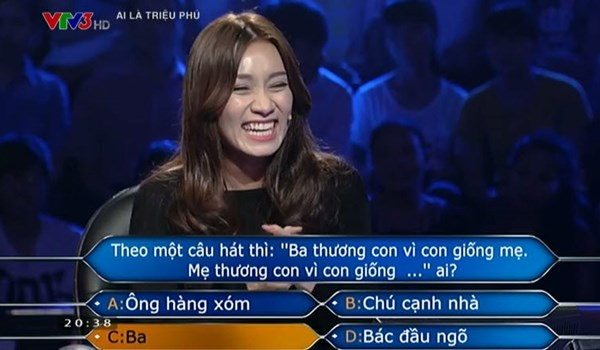 VTV3 HD
AI LÀ TRIỆU PHÚ
Theo một câu hát thì: "Ba thương con vì con giống mẹ.
Mẹ thương con vì con giống ..." ai?
A:Ông hàng xóm
B:Chú cạnh nhà
20:38
C:Ba
D:Bác đầu ngõ